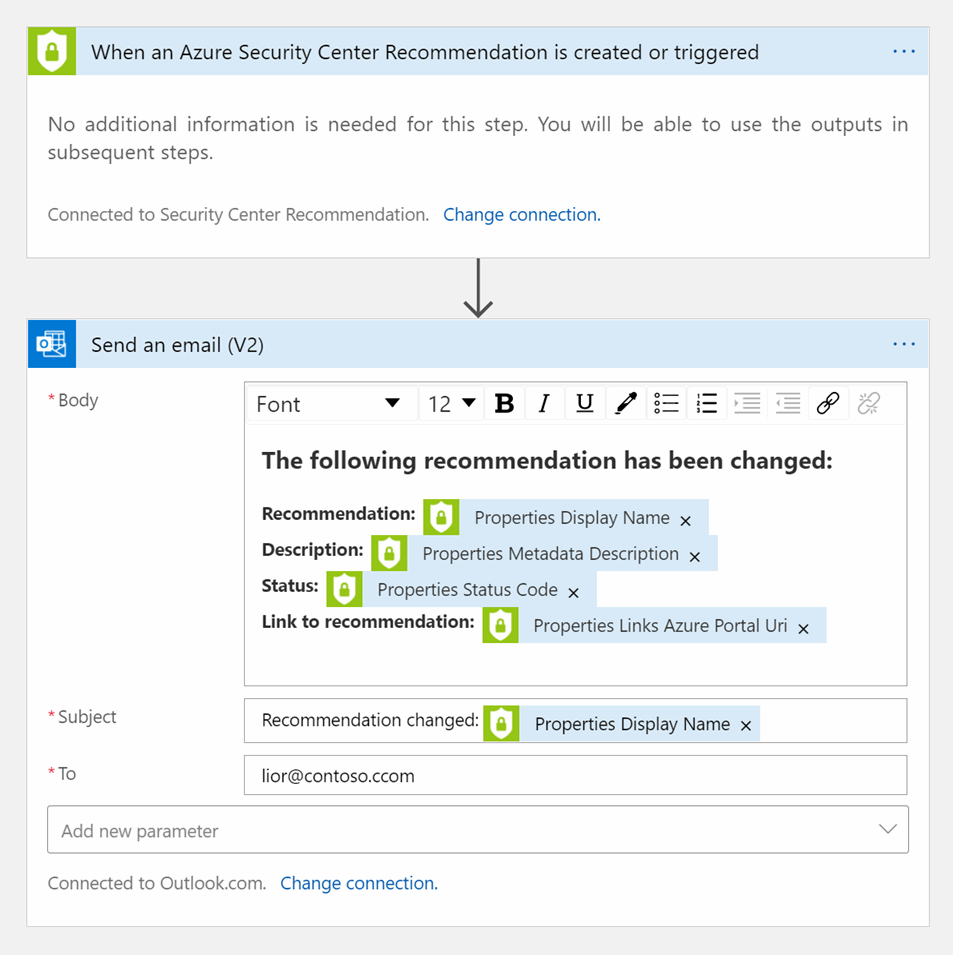 When an Azure Security Center Recommendation is created or triggered ...
No additional information is needed for this step. You will be able to use the outputs in
subsequent steps.
Connected to Security Center Recommendation. Change connection.
Send an email (V2) ...
*Body
Font 12 B I U
The following recommendation has been changed:
Recommendation: Properties Display Name ×
Description: Properties Metadata Description ×
Status: Properties Status Code ×
Link to recommendation: Properties Links Azure Portal Uri ×
*Subject Recommendation changed: Properties Display Name ×
*To lior@contoso.ccom
Add new parameter
Connected to Outlook.com. Change connection.